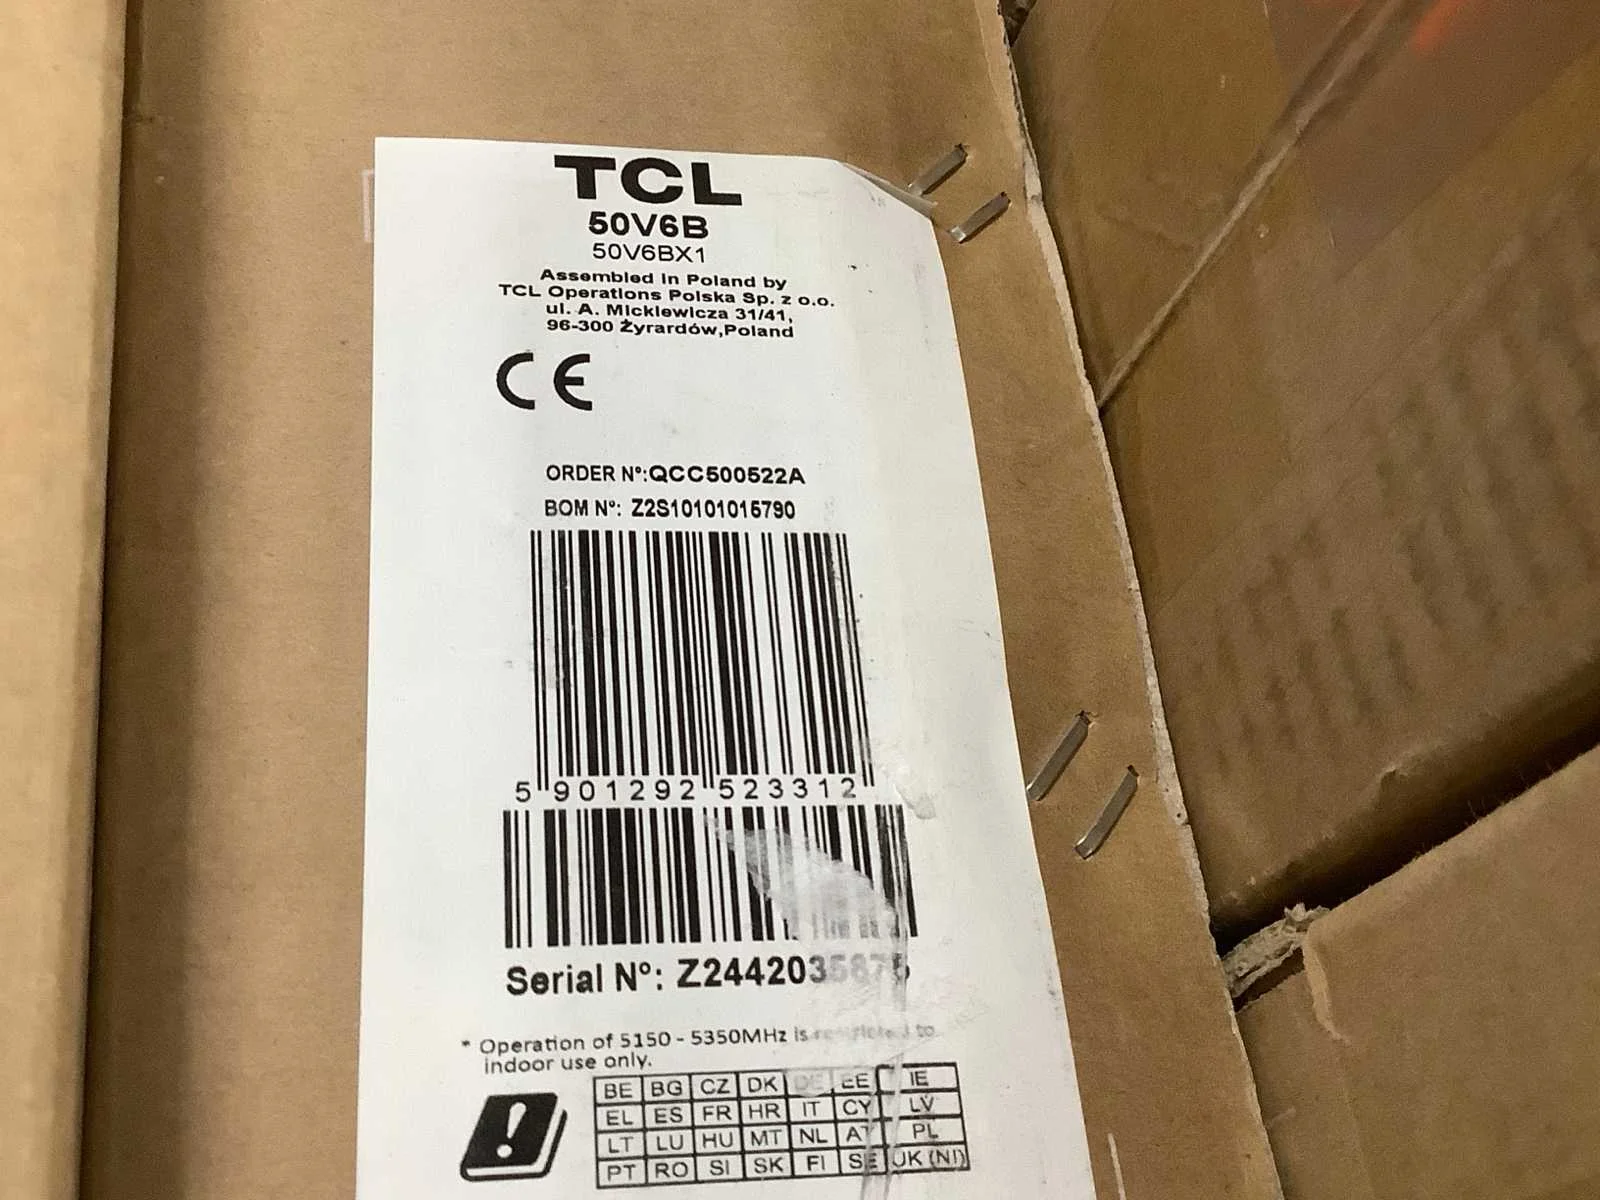 TCL
50V6B
50V6BX1
Assembled in Poland by
TCL Operations Polska Sp. z o.o.
ul. A. Mickiewicza 31/41,
96-300 Żyrardów,Poland
CE
ORDER Nº:QCC500522A
BOM Nº: Z2S10101015790
5 901292 523312
Serial Nº: Z2442035875
* Operation of 5150 - 5350MHz is restricted to
indoor use only.
BE BG CZ DK DE EE IE
EL ES FR HR IT CY LV
LT LU HU MT NL AT PL
PT RO SI SK FI SE UK (NI)